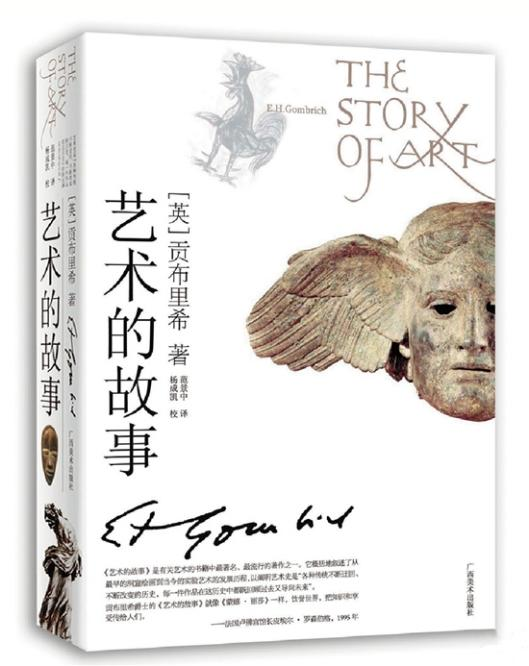 THE
STORY
OF ART
E.H.Gombrich
[英]贡布里希 著
艺术的故事
范景中 译
杨成凯 校
《艺术的故事》是有关艺术的书籍中最著名、最流行的著作之一。它概括地叙述了从
最早的洞窟绘画到当今的实验艺术的发展历程,以阐明艺术史是“各种传统不断迂回、
不断改变的历史,每一件作品在这历史中都既回顾过去又导向未来”。
贡布里希爵士的《艺术的故事》就像《蒙娜·丽莎》一样,饮誉世界,把知识和享
受传给人们。
——法国卢佛宫馆长皮埃尔·罗森伯格,1995年
广西美术出版社
THE
STORY
OF ART
范景中 译
杨成凯 校
[英]贡布里希 著
艺术的故事
广西美术出版社